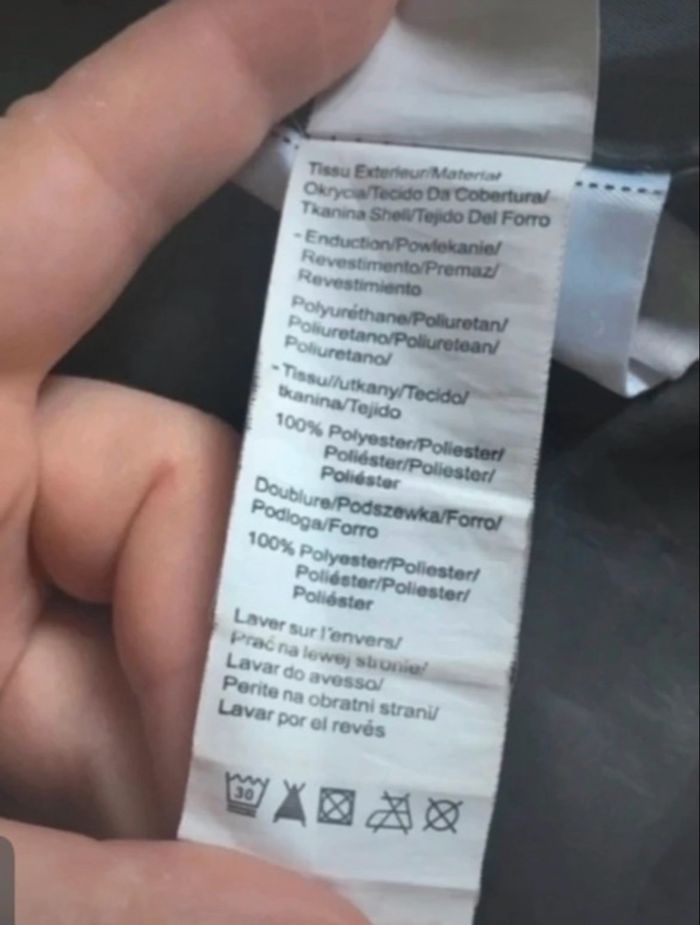 Tissu Exterieur/Material
Okrycia/Tecido Da Cobertura/
Tkanina Shell/Tejido Del Forro
- Enduction/Powlekanie/
Revestimento/Premaz/
Revestimiento
Polyuréthane/Poliuretan/
Poliuretano/Poliuretean/
Poliuretano/
- Tissu//utkany/Tecido/
tkanina/Tejido
100% Polyester/Poliester/
Poliéster/Poliester/
Poliéster
Doublure/Podszewka/Forro/
Podloga/Forro
100% Polyester/Poliester/
Poliéster/Poliester/
Poliéster
Laver sur l'envers/
Prać na lewej stronie/
Lavar do avesso/
Perite na obratni strani/
Lavar por el revés
30